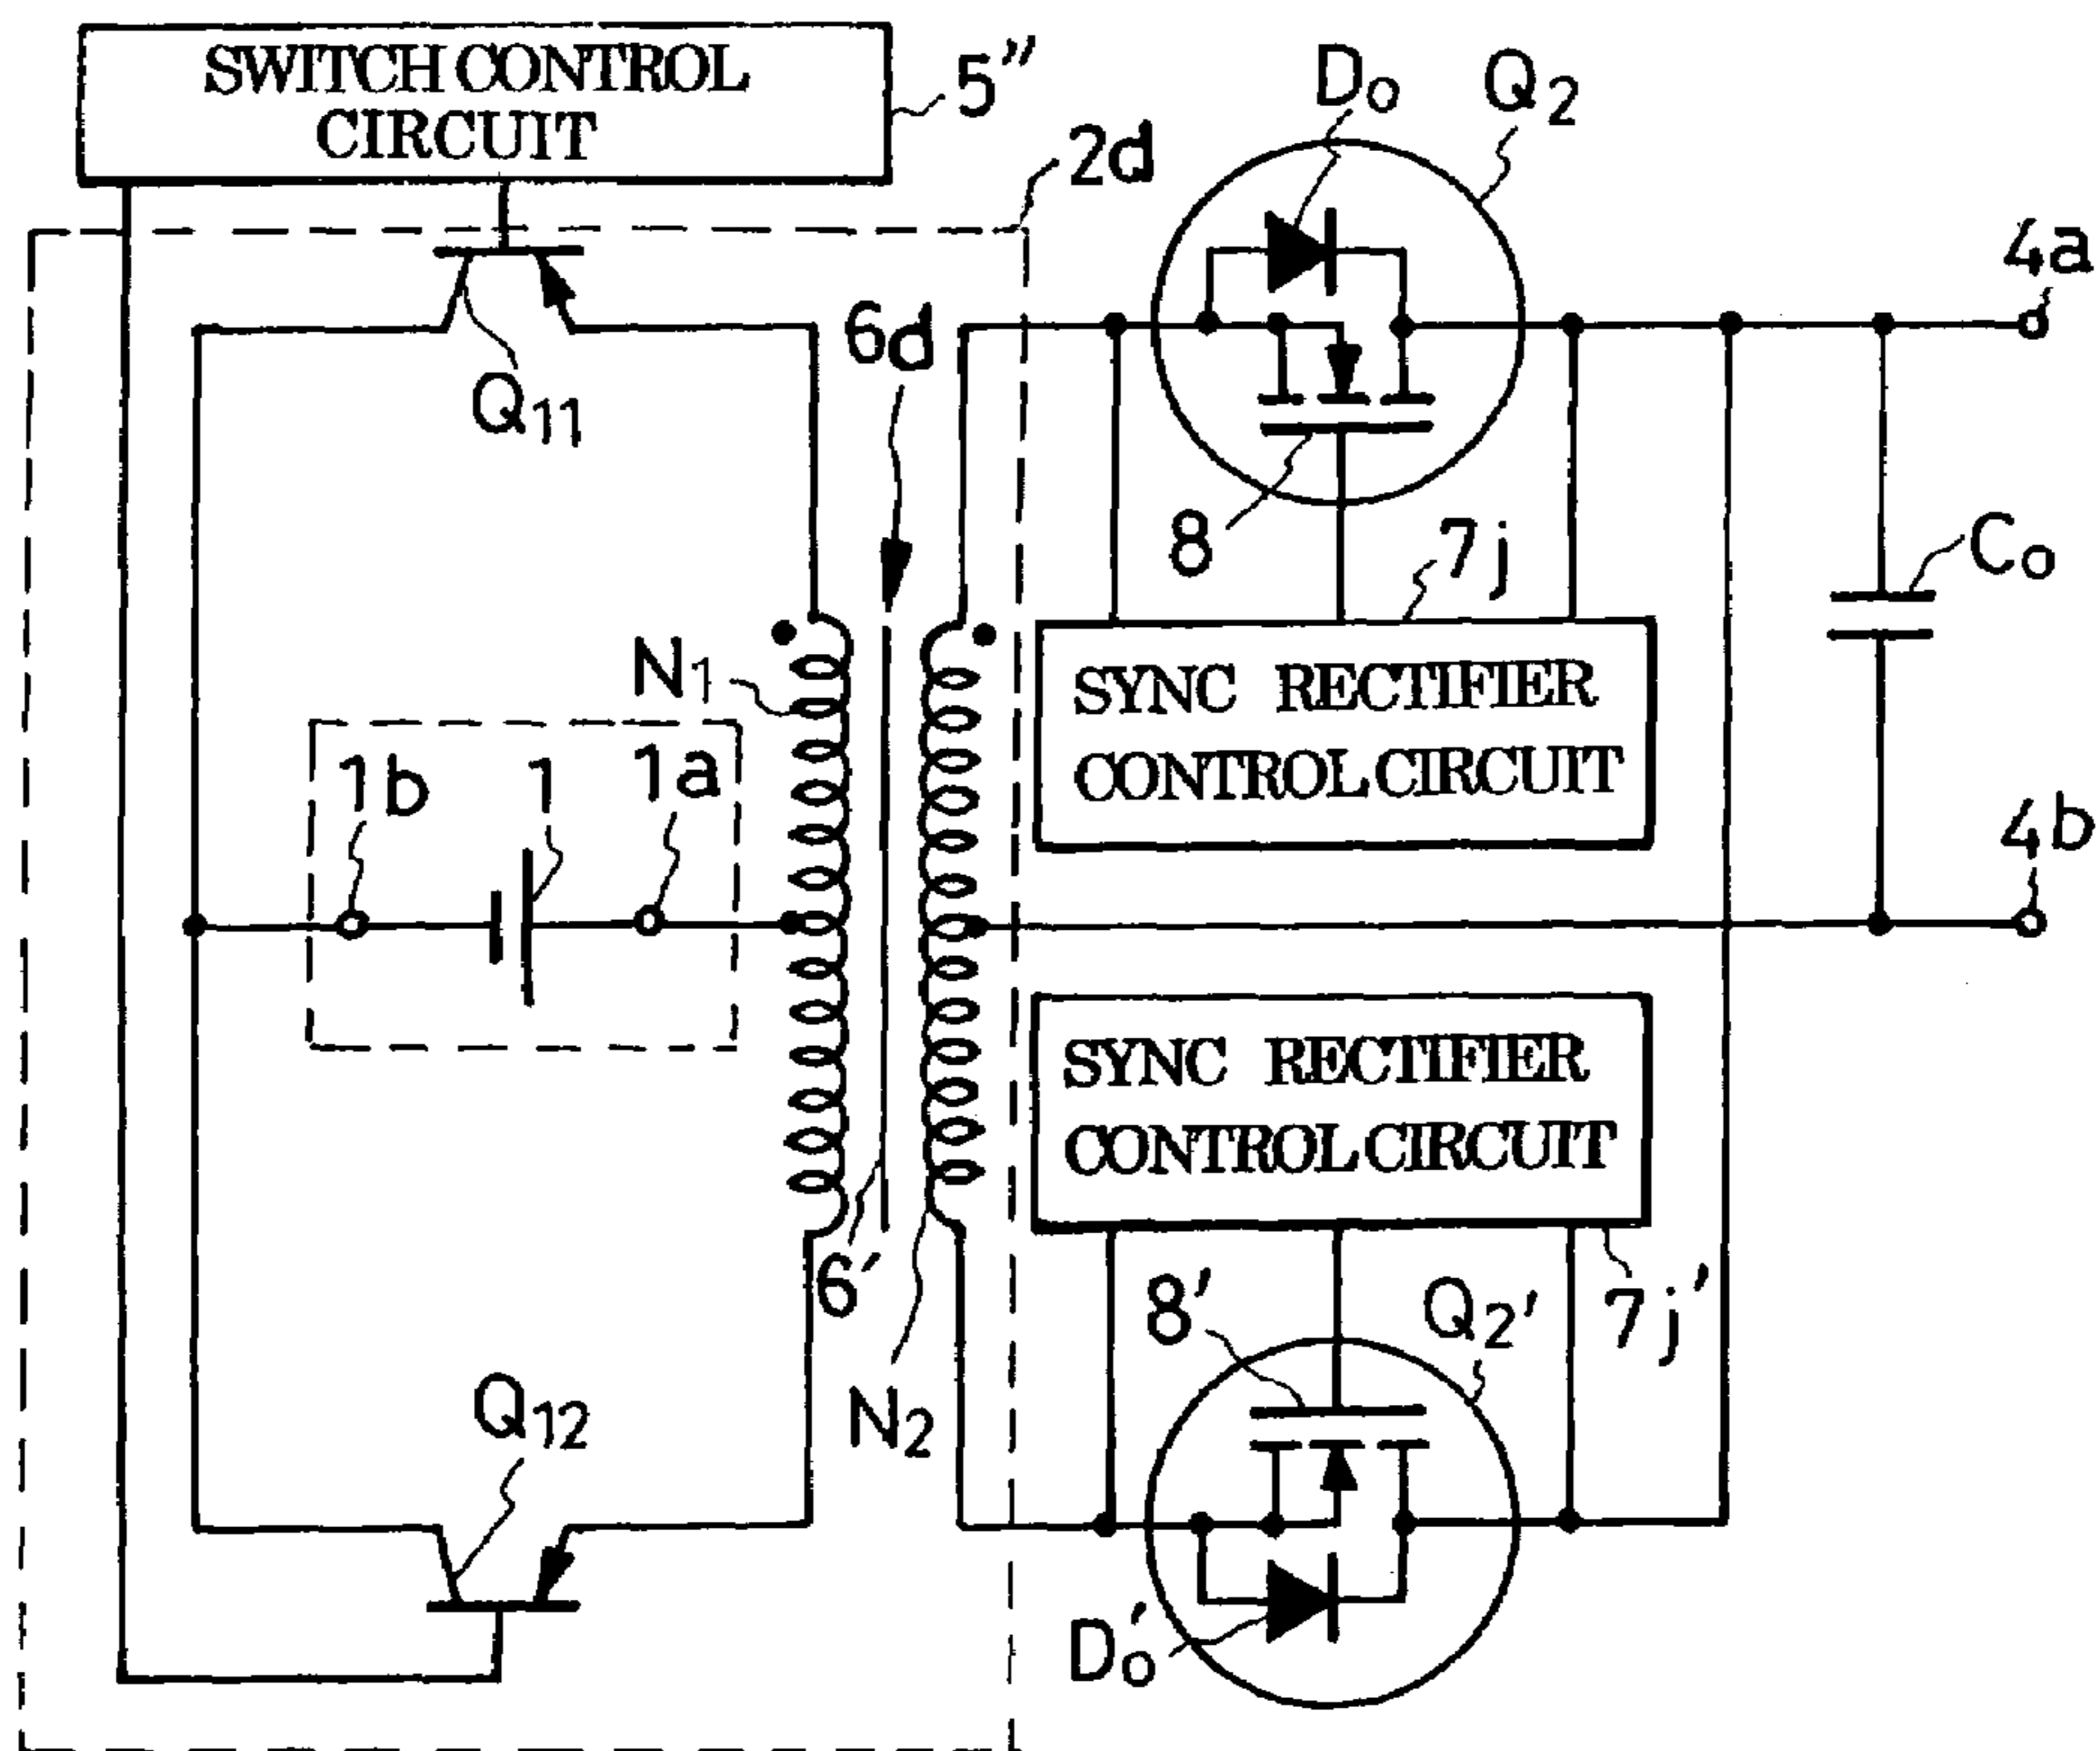 SWITCH CONTROL
CIRCUIT
5″
2d
Do
Q2
4a
Q11
6d
8
7j
Co
N1
SYNC RECTIFIER
CONTROL CIRCUIT
1b
1
1a
4b
SYNC RECTIFIER
CONTROL CIRCUIT
6′
8′
Q2′
7j′
Q12
N2
Do′